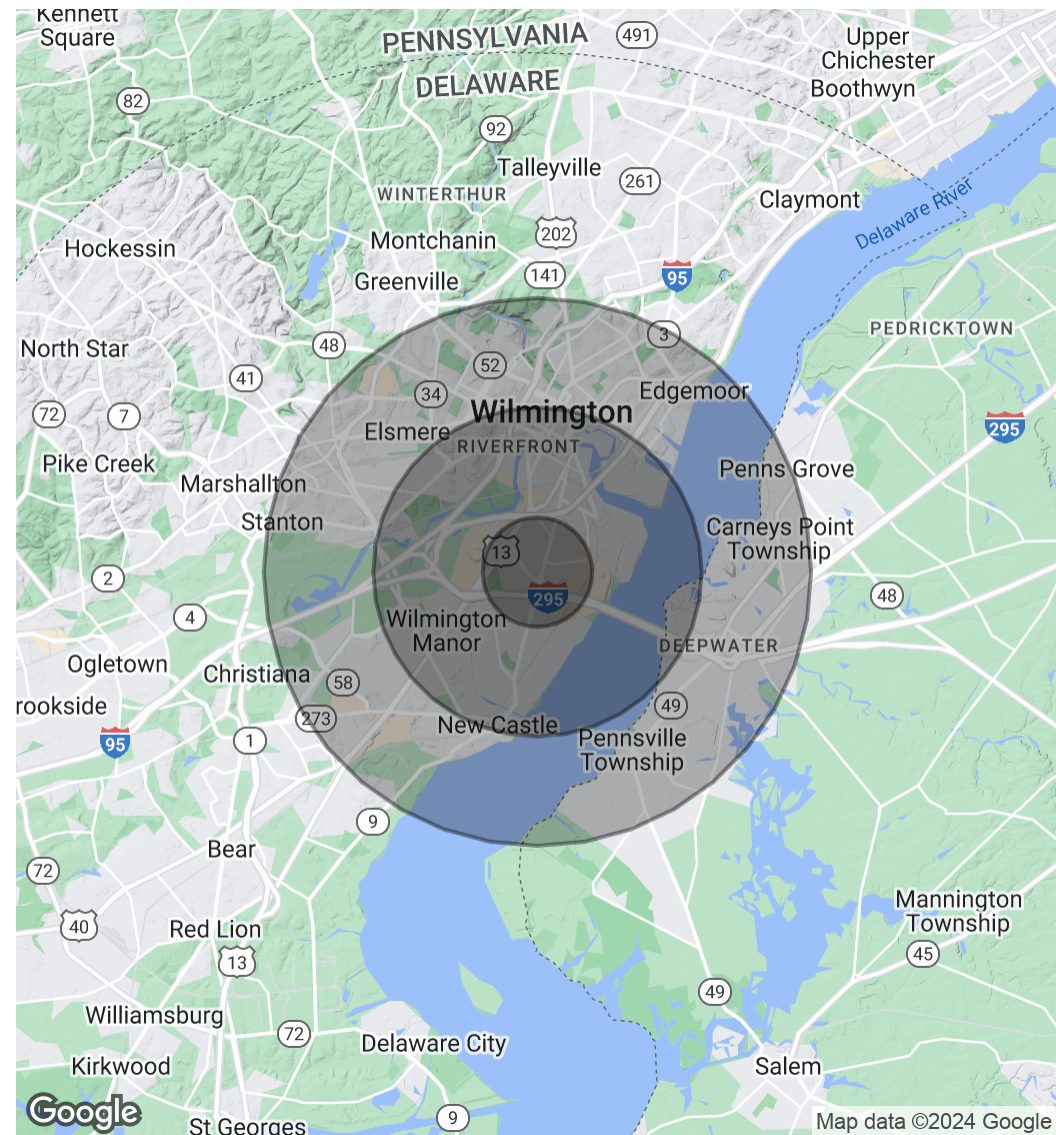 Kennett
Square
PENNSYLVANIA
491
Upper
Chichester
DELAWARE
Boothwyn
82
92
Talleyville
261
WINTERTHUR
Claymont
Delaware River
202
Montchanin
Hockessin
141
95
Greenville
PEDRICKTOWN
3
48
North Star
52
41
34
Edgemoor
72
7
Wilmington
295
Elsmere
RIVERFRONT
Pike Creek
Penns Grove
Marshallton
Stanton
Carneys Point
Township
13
2
295
48
4
Wilmington
Manor
DEEPWATER
Ogletown
Christiana
58
rookside
49
273
New Castle
95
1
Pennsville
Township
9
Bear
72
Mannington
Township
40
Red Lion
13
45
49
Williamsburg
72
Delaware City
Kirkwood
Salem
Google
9
St Georges
Map data ©2024 Google